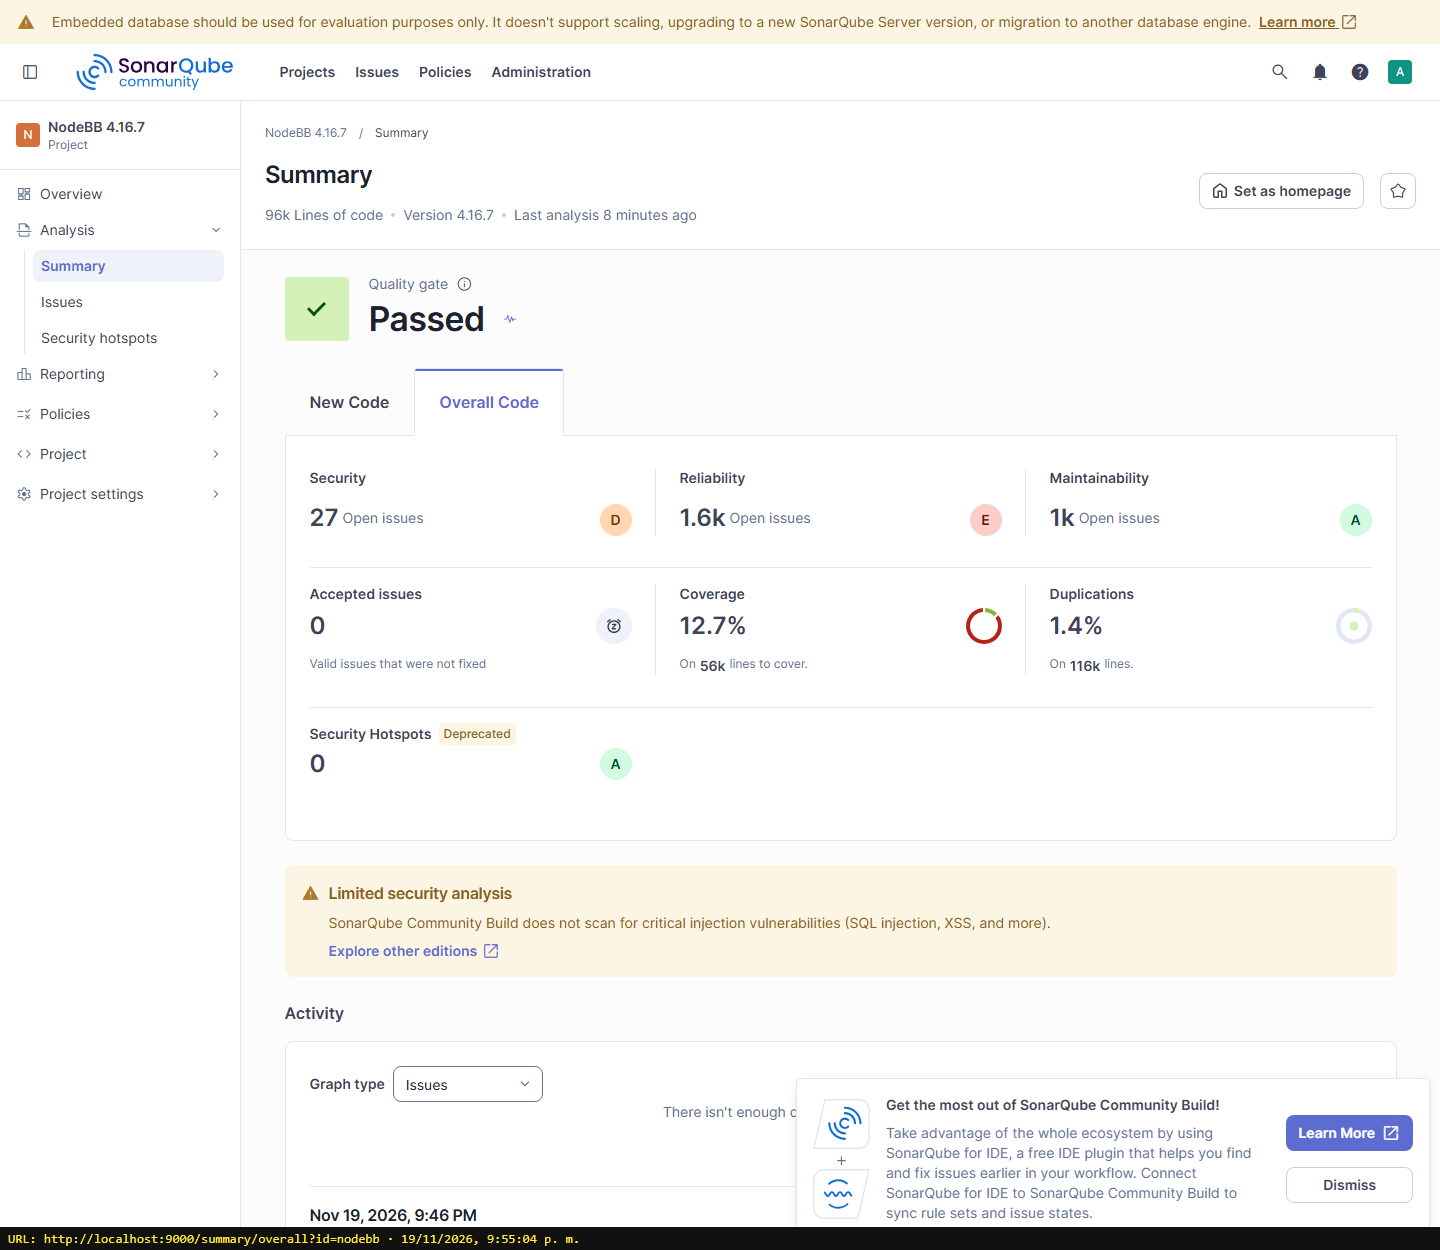 Embedded database should be used for evaluation purposes only. It doesn't support scaling, upgrading to a new SonarQube Server version, or migration to another database engine. Learn more
SonarQube community
Projects Issues Policies Administration
A
N
NodeBB 4.16.7
Project
Overview
Analysis
Summary
Issues
Security hotspots
Reporting
Policies
Project
Project settings
NodeBB 4.16.7 / Summary
Summary
96k Lines of code • Version 4.16.7 • Last analysis 8 minutes ago
Set as homepage
Quality gate
Passed
New Code
Overall Code
Security
27 Open issues
D
Reliability
1.6k Open issues
E
Maintainability
1k Open issues
A
Accepted issues
0
Valid issues that were not fixed
Coverage
12.7%
On 56k lines to cover.
Duplications
1.4%
On 116k lines.
Security Hotspots Deprecated
0
A
Limited security analysis
SonarQube Community Build does not scan for critical injection vulnerabilities (SQL injection, XSS, and more).
Explore other editions
Activity
Graph type
Issues
There isn't enough
Nov 19, 2026, 9:46 PM
Get the most out of SonarQube Community Build!
Take advantage of the whole ecosystem by using
SonarQube for IDE, a free IDE plugin that helps you find
and fix issues earlier in your workflow. Connect
SonarQube for IDE to SonarQube Community Build to
sync rule sets and issue states.
Learn More
Dismiss
URL: http://localhost:9000/summary/overall?id=nodebb · 19/11/2026, 9:55:04 p. m.